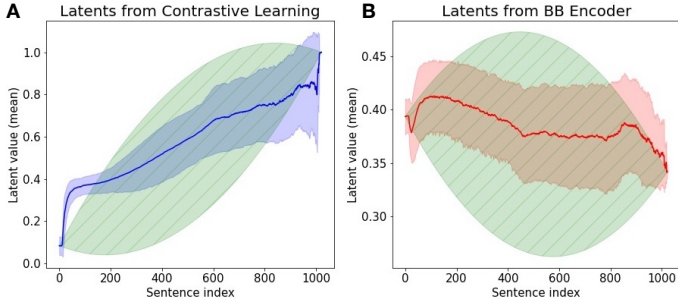 A
Latents from Contrastive Learning
Latent value (mean)
1.0
0.8
0.6
0.4
0.2
0.0
0 200 400 600 800 1000
Sentence index
B
Latents from BB Encoder
Latent value (mean)
0.45
0.40
0.35
0.30
0 200 400 600 800 1000
Sentence index